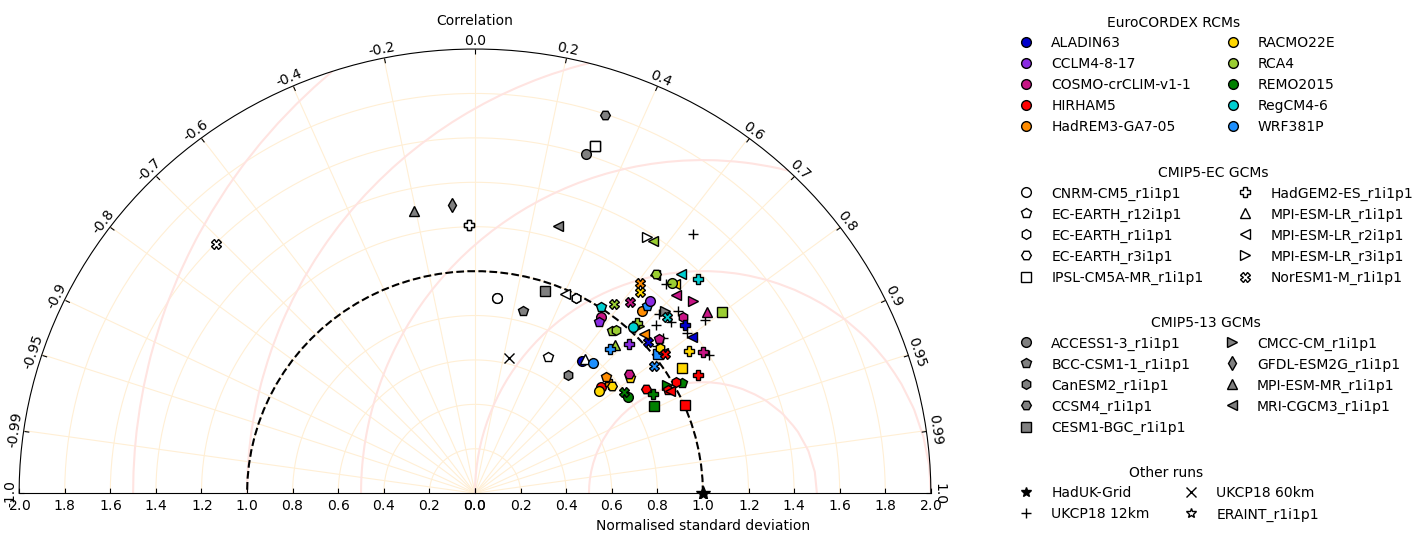 Correlation
-0.2 0.0 0.2
-0.4 0.4
-0.6 0.6
-0.7 0.7
-0.8 0.8
-0.9 0.9
-0.95 0.95
-0.99 0.99
-1.0 1.0
2.0 1.8 1.6 1.4 1.2 1.0 0.8 0.6 0.4 0.2 0.0 0.2 0.4 0.6 0.8 1.0 1.2 1.4 1.6 1.8 2.0
Normalised standard deviation
EuroCORDEX RCMs
ALADIN63 RACMO22E
CCLM4-8-17 RCA4
COSMO-crCLIM-v1-1 REMO2015
HIRHAM5 RegCM4-6
HadREM3-GA7-05 WRF381P
CMIP5-EC GCMs
CNRM-CM5_r1i1p1 HadGEM2-ES_r1i1p1
EC-EARTH_r12i1p1 MPI-ESM-LR_r1i1p1
EC-EARTH_r1i1p1 MPI-ESM-LR_r2i1p1
EC-EARTH_r3i1p1 MPI-ESM-LR_r3i1p1
IPSL-CM5A-MR_r1i1p1 NorESM1-M_r1i1p1
CMIP5-13 GCMs
ACCESS1-3_r1i1p1 CMCC-CM_r1i1p1
BCC-CSM1-1_r1i1p1 GFDL-ESM2G_r1i1p1
CanESM2_r1i1p1 MPI-ESM-MR_r1i1p1
CCSM4_r1i1p1 MRI-CGCM3_r1i1p1
CESM1-BGC_r1i1p1
Other runs
HadUK-Grid UKCP18 60km
UKCP18 12km ERAINT_r1i1p1